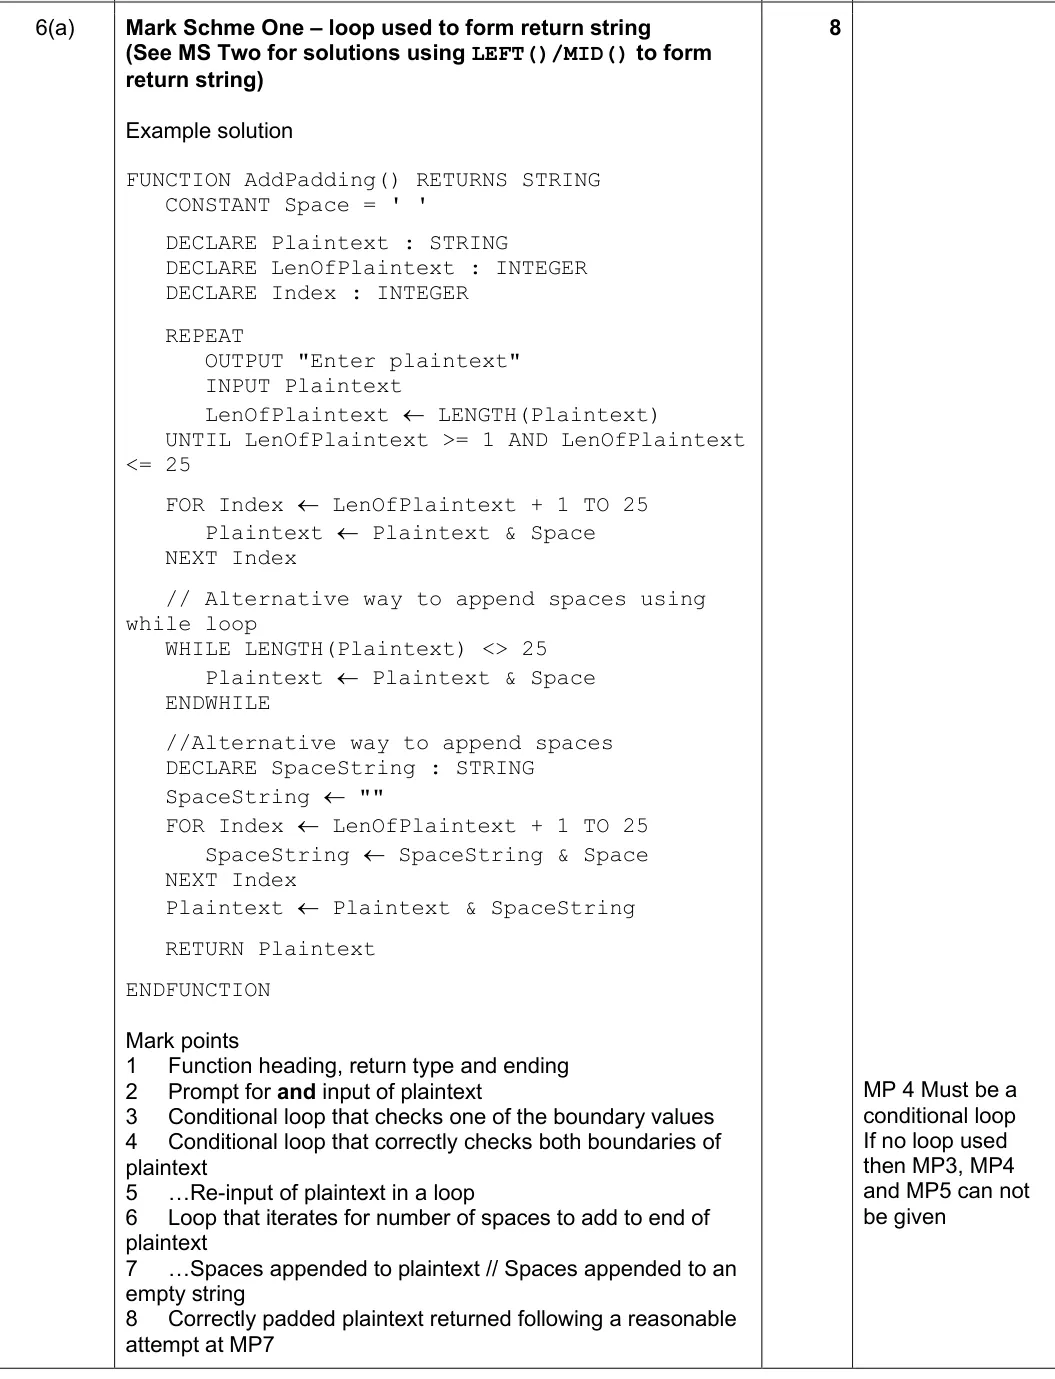 6(a)
Mark Schme One – loop used to form return string
8
(See MS Two for solutions using LEFT()/MID() to form
return string)
Example solution
FUNCTION AddPadding() RETURNS STRING
CONSTANT Space = ' '
DECLARE Plaintext : STRING
DECLARE LenOfPlaintext : INTEGER
DECLARE Index : INTEGER
REPEAT
OUTPUT "Enter plaintext"
INPUT Plaintext
LenOfPlaintext ← LENGTH(Plaintext)
UNTIL LenOfPlaintext >= 1 AND LenOfPlaintext
<= 25
FOR Index ← LenOfPlaintext + 1 TO 25
Plaintext ← Plaintext & Space
NEXT Index
// Alternative way to append spaces using
while loop
WHILE LENGTH(Plaintext) <> 25
Plaintext ← Plaintext & Space
ENDWHILE
//Alternative way to append spaces
DECLARE SpaceString : STRING
SpaceString ← ""
FOR Index ← LenOfPlaintext + 1 TO 25
SpaceString ← SpaceString & Space
NEXT Index
Plaintext ← Plaintext & SpaceString
RETURN Plaintext
ENDFUNCTION
Mark points
1 Function heading, return type and ending
2 Prompt for and input of plaintext
3 Conditional loop that checks one of the boundary values
4 Conditional loop that correctly checks both boundaries of
plaintext
5 …Re-input of plaintext in a loop
6 Loop that iterates for number of spaces to add to end of
plaintext
7 …Spaces appended to plaintext // Spaces appended to an
empty string
8 Correctly padded plaintext returned following a reasonable
attempt at MP7
MP 4 Must be a
conditional loop
If no loop used
then MP3, MP4
and MP5 can not
be given